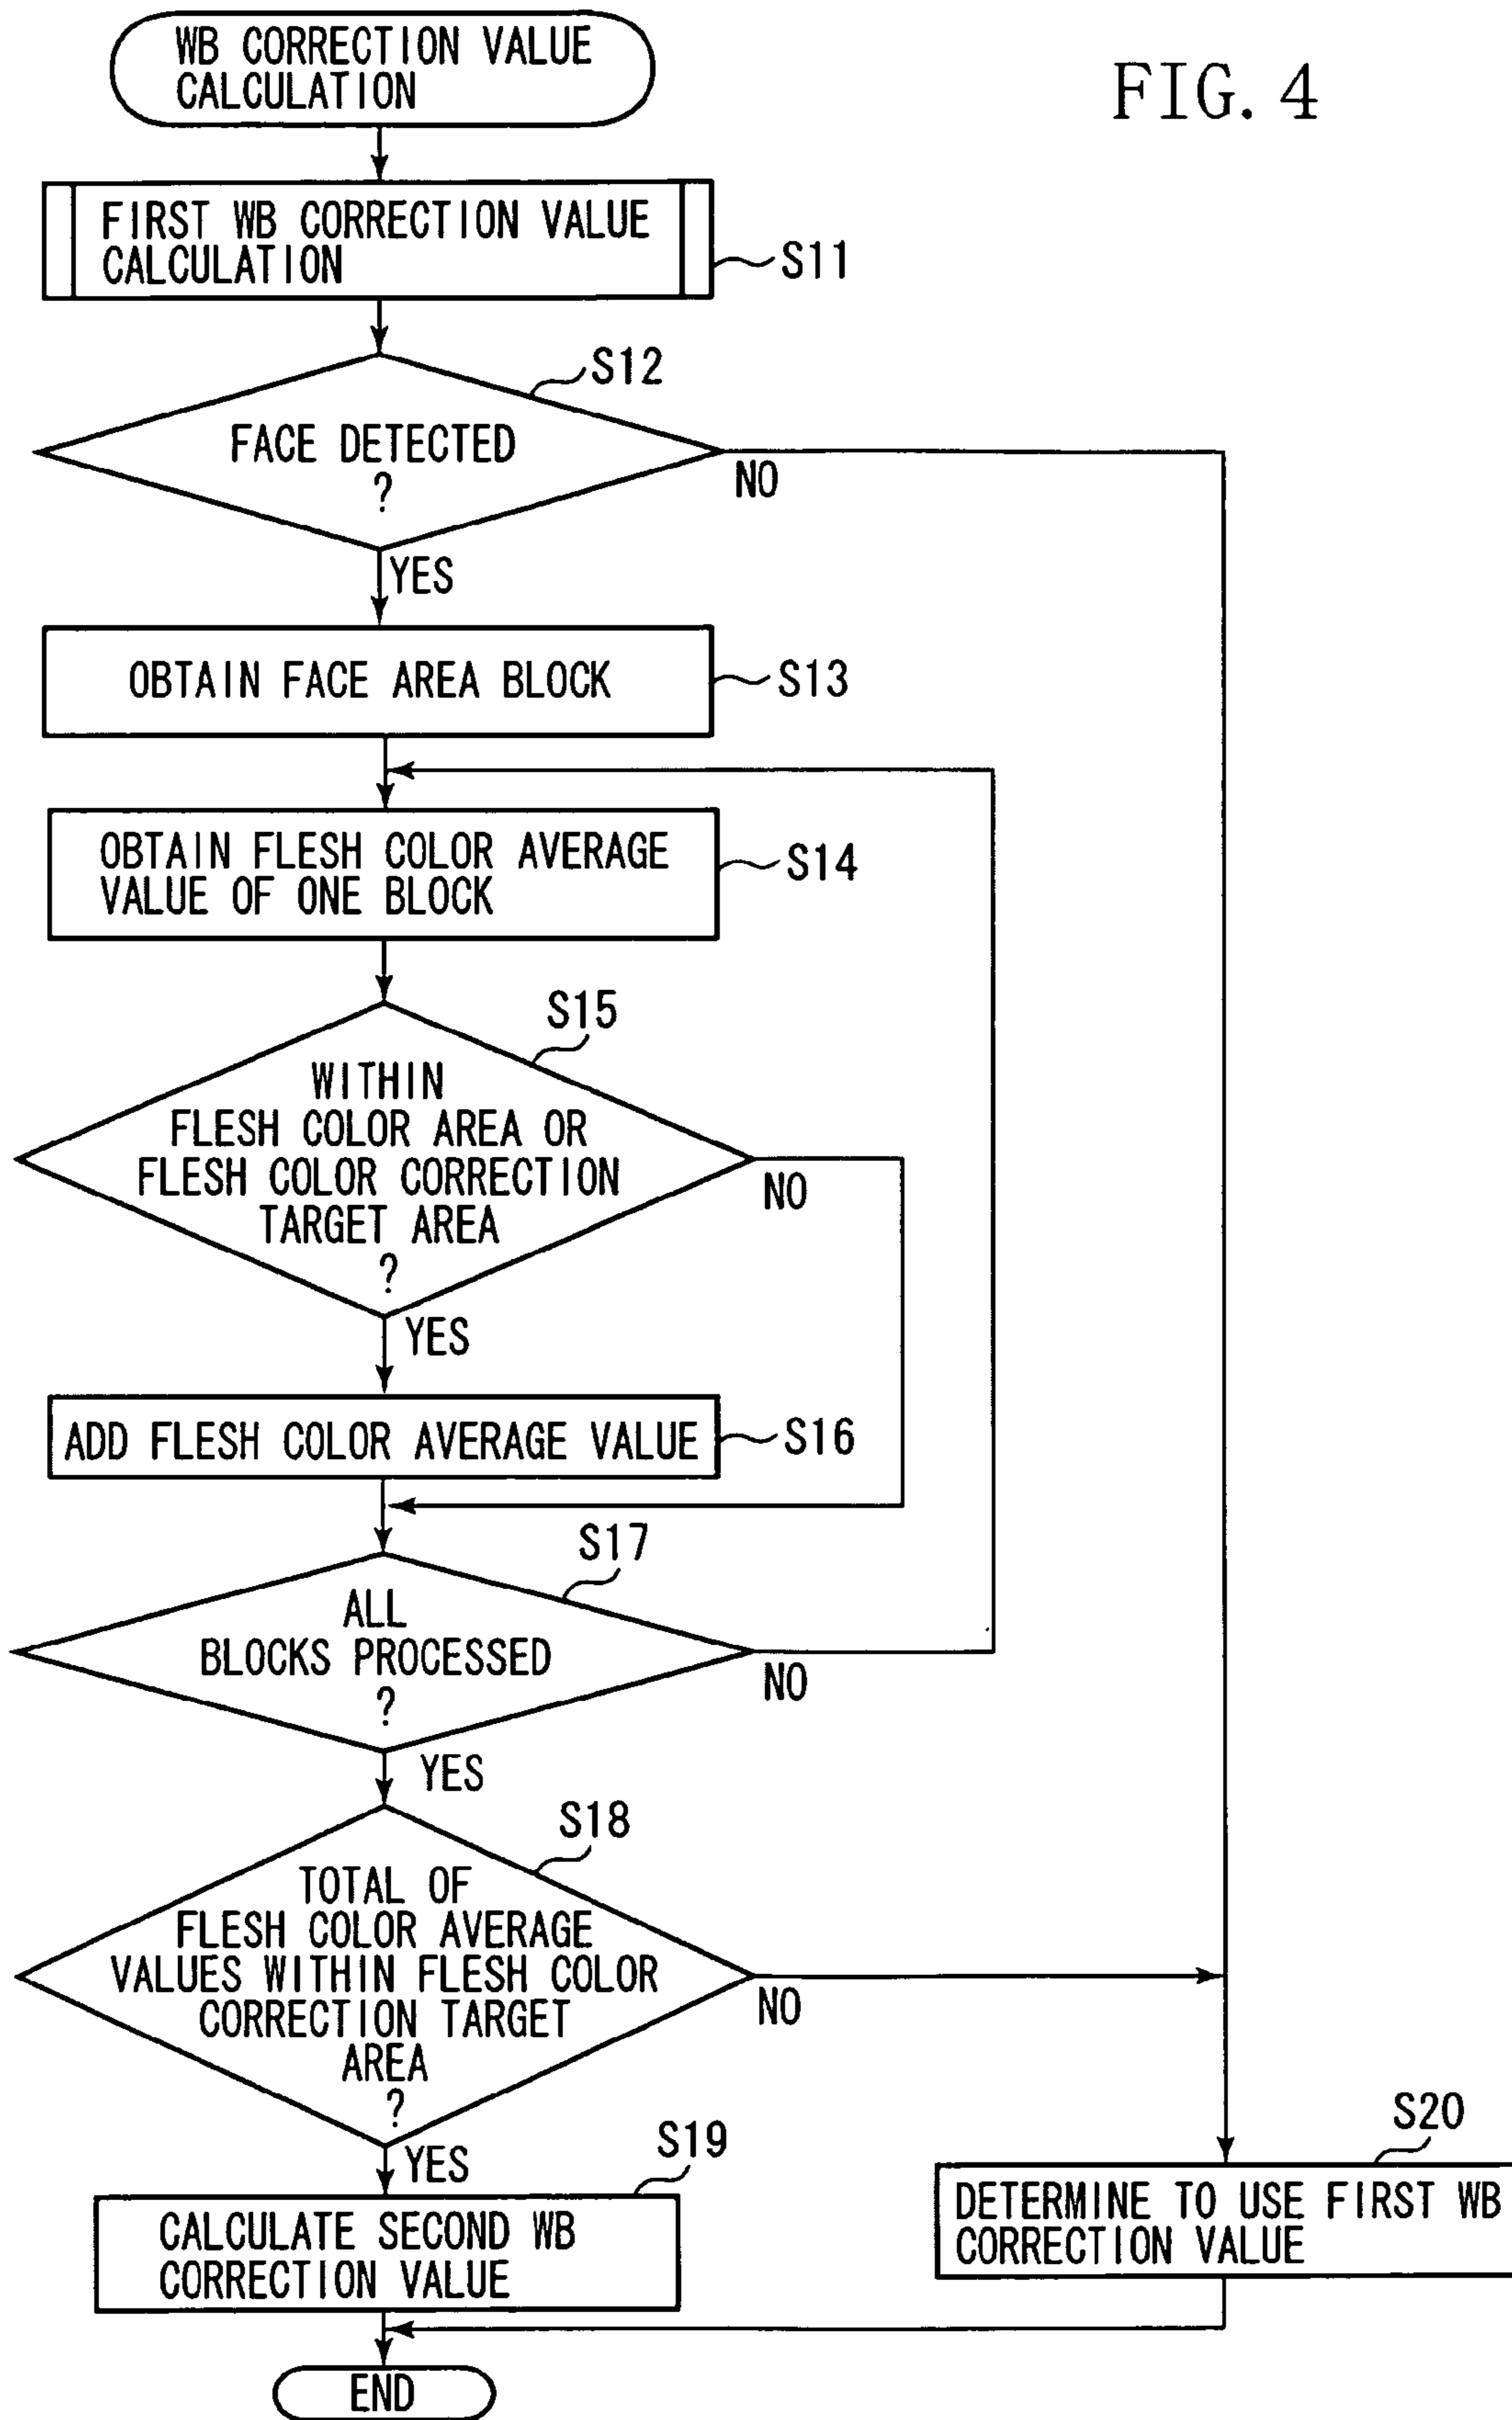 WB CORRECTION VALUE
CALCULATION
FIG. 4
FIRST WB CORRECTION VALUE
CALCULATION
S11
S12
FACE DETECTED
?
NO
YES
OBTAIN FACE AREA BLOCK
S13
OBTAIN FLESH COLOR AVERAGE
VALUE OF ONE BLOCK
S14
S15
WITHIN
FLESH COLOR AREA OR
FLESH COLOR CORRECTION
TARGET AREA
?
NO
YES
ADD FLESH COLOR AVERAGE VALUE
S16
S17
ALL
BLOCKS PROCESSED
?
NO
YES
S18
TOTAL OF
FLESH COLOR AVERAGE
VALUES WITHIN FLESH COLOR
CORRECTION TARGET
AREA
?
NO
YES
S19
CALCULATE SECOND WB
CORRECTION VALUE
S20
DETERMINE TO USE FIRST WB
CORRECTION VALUE
END